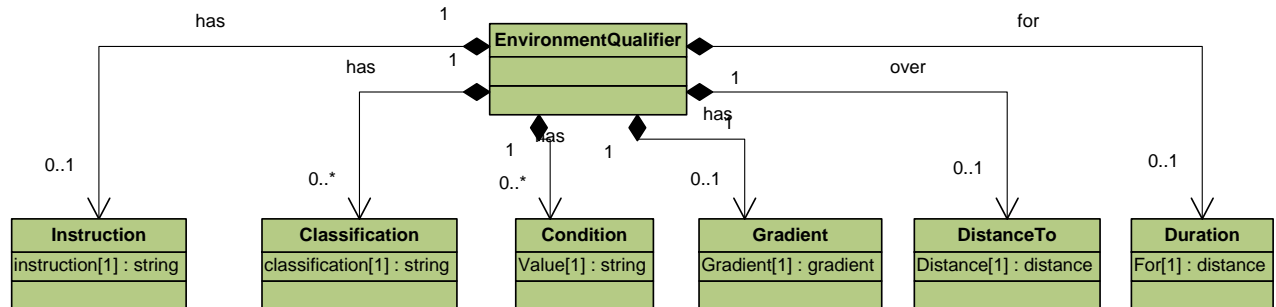 has
1
EnvironmentQualifier
for
has
1
1
over
has
1
has
1
1
0..1
0..*
0..*
0..1
0..1
0..1
Instruction
instruction[1] : string
Classification
classification[1] : string
Condition
Value[1] : string
Gradient
Gradient[1] : gradient
DistanceTo
Distance[1] : distance
Duration
For[1] : distance